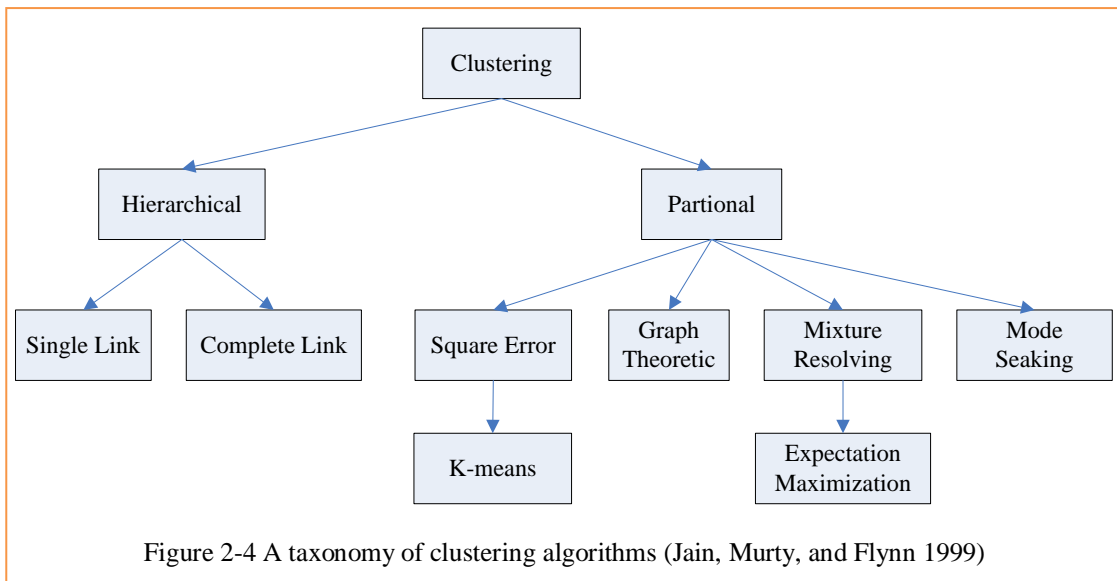 Clustering
Hierarchical
Partional
Single Link
Complete Link
Square Error
Graph
Theoretic
Mixture
Resolving
Mode
Seaking
K-means
Expectation
Maximization
Figure 2-4 A taxonomy of clustering algorithms (Jain, Murty, and Flynn 1999)